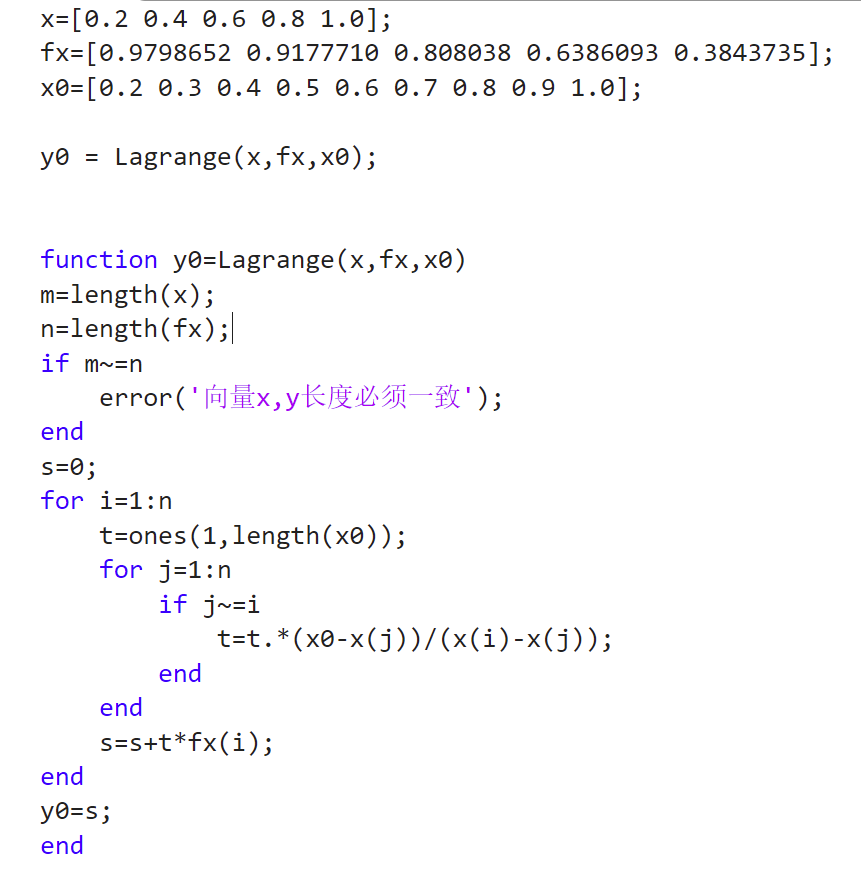 x=[0.2 0.4 0.6 0.8 1.0];
fx=[0.9798652 0.9177710 0.808038 0.6386093 0.3843735];
x0=[0.2 0.3 0.4 0.5 0.6 0.7 0.8 0.9 1.0];
y0 = Lagrange(x,fx,x0);
function y0=Lagrange(x,fx,x0)
m=length(x);
n=length(fx);
if m~=n
    error('向量x,y长度必须一致');
end
s=0;
for i=1:n
    t=ones(1,length(x0));
    for j=1:n
        if j~=i
            t=t.*(x0-x(j))/(x(i)-x(j));
        end
    end
    s=s+t*fx(i);
end
y0=s;
end